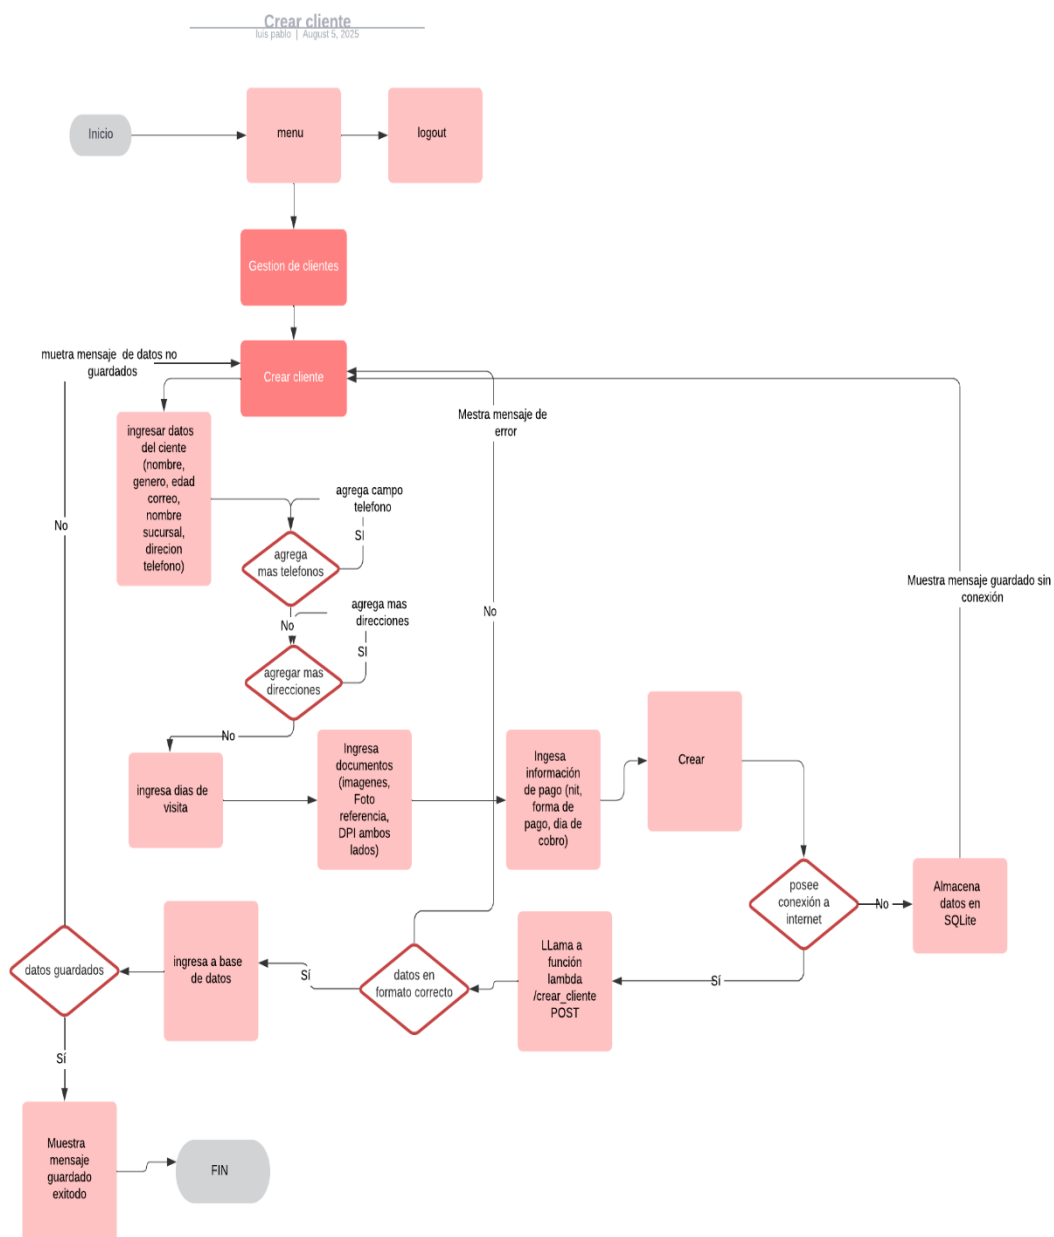 Crear cliente
luis pablo | August 5, 2025
Inicio
menu
logout
Gestion de clientes
muetra mensaje de datos no
guardados
Crear cliente
Mestra mensaje de
error
ingresar datos
del ciente
(nombre,
genero, edad
correo,
nombre
sucursal,
direcion
telefono)
agrega campo
telefono
SÍ
No
agrega
mas telefonos
Muestra mensaje guardado sin
conexión
agrega mas
direcciones
No
No
SÍ
agregar mas
direcciones
No
Ingresa
documentos
(imagenes,
Foto
referencia,
DPI ambos
lados)
Ingesa
información
de pago (nit,
forma de
pago, dia de
cobro)
Crear
ingresa dias de
visita
posee
conexión a
internet
No
Almacena
datos en
SQLite
LLama a
función
lambda
/crear_cliente
POST
Sí
datos en
formato correcto
Sí
ingresa a base
de datos
datos guardados
Sí
Muestra
mensaje
guardado
exitodo
FIN